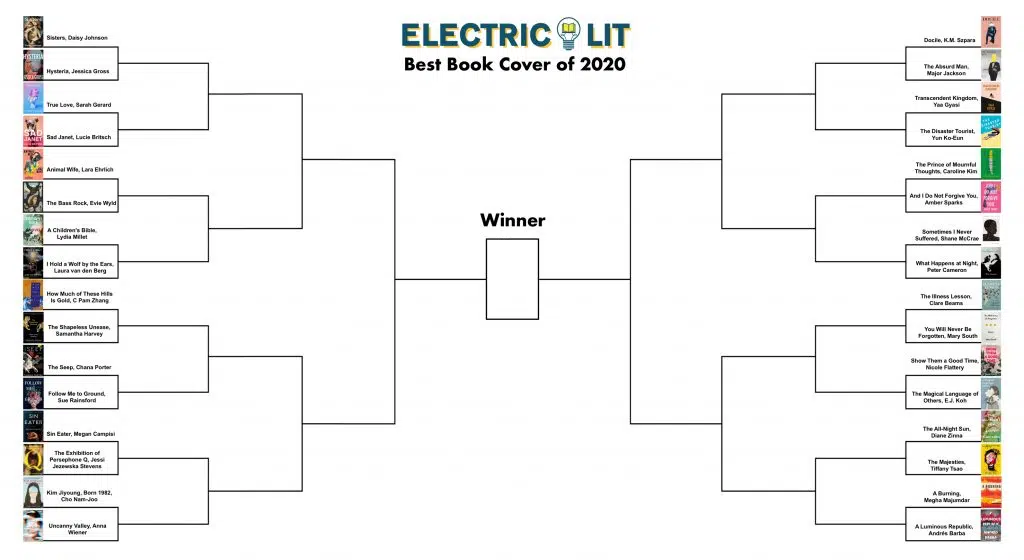 ELECTRIC LIT
Best Book Cover of 2020
Sisters, Daisy Johnson
Hysteria, Jessica Gross
True Love, Sarah Gerard
Sad Janet, Lucie Britsch
Animal Wife, Lara Ehrlich
The Bass Rock, Evie Wyld
A Children's Bible,
Lydia Millet
I Hold a Wolf by the Ears,
Laura van den Berg
How Much of These Hills
Is Gold, C Pam Zhang
The Shapeless Unease,
Samantha Harvey
The Seep, Chana Porter
Follow Me to Ground,
Sue Rainsford
Sin Eater, Megan Campisi
The Exhibition of
Persephone Q, Jessi
Jezewska Stevens
Kim Jiyoung, Born 1982,
Cho Nam-Joo
Uncanny Valley, Anna
Wiener
Winner
Docile, K.M. Szpara
The Absurd Man,
Major Jackson
Transcendent Kingdom,
Yaa Gyasi
The Disaster Tourist,
Yun Ko-Eun
The Prince of Mournful
Thoughts, Caroline Kim
And I Do Not Forgive You,
Amber Sparks
Sometimes I Never
Suffered, Shane McCrae
What Happens at Night,
Peter Cameron
The Illness Lesson,
Clare Beams
You Will Never Be
Forgotten, Mary South
Show Them a Good Time,
Nicole Flattery
The Magical Language of
Others, E.J. Koh
The All-Night Sun,
Diane Zinna
The Majesties,
Tiffany Tsao
A Burning,
Megha Majumdar
A Luminous Republic,
Andrés Barba